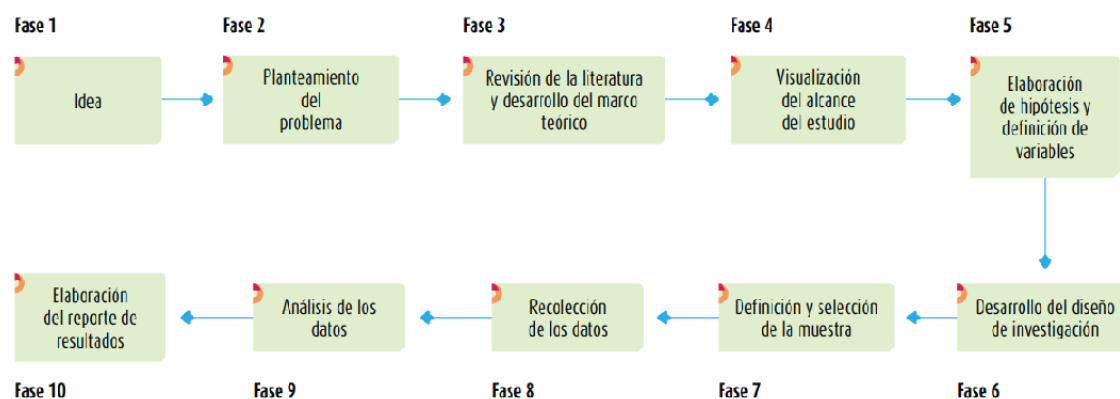 Fase 1
Fase 2
Fase 3
Fase 4
Fase 5
Idea
Planteamiento
del
problema
Revisión de la literatura
y desarrollo del marco
teórico
Visualización
del alcance
del estudio
Elaboración
de hipótesis y
definición de
variables
Elaboración
del reporte de
resultados
Análisis de los
datos
Recolección
de los datos
Definición y selección
de la muestra
Desarrollo del diseño
de investigación
Fase 10
Fase 9
Fase 8
Fase 7
Fase 6